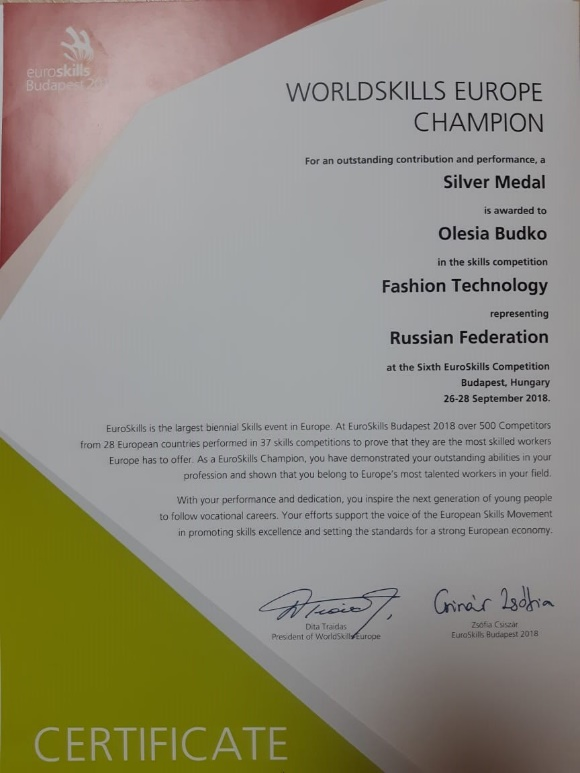 euroskills
Budapest 2018
WORLDSKILLS EUROPE
CHAMPION
For an outstanding contribution and performance, a
Silver Medal
is awarded to
Olesia Budko
in the skills competition
Fashion Technology
representing
Russian Federation
at the Sixth EuroSkills Competition
Budapest, Hungary
26-28 September 2018.
EuroSkills is the largest biennial Skills event in Europe. At EuroSkills Budapest 2018 over 500 Competitors
from 28 European countries performed in 37 skills competitions to prove that they are the most skilled workers
Europe has to offer. As a EuroSkills Champion, you have demonstrated your outstanding abilities in your
profession and shown that you belong to Europe's most talented workers in your field.
With your performance and dedication, you inspire the next generation of young people
to follow vocational careers. Your efforts support the voice of the European Skills Movement
in promoting skills excellence and setting the standards for a strong European economy.
Csiszár Zsófia
Dita Traidas
President of WorldSkills Europe
Zsófia Csiszár
EuroSkills Budapest 2018
CERTIFICATE